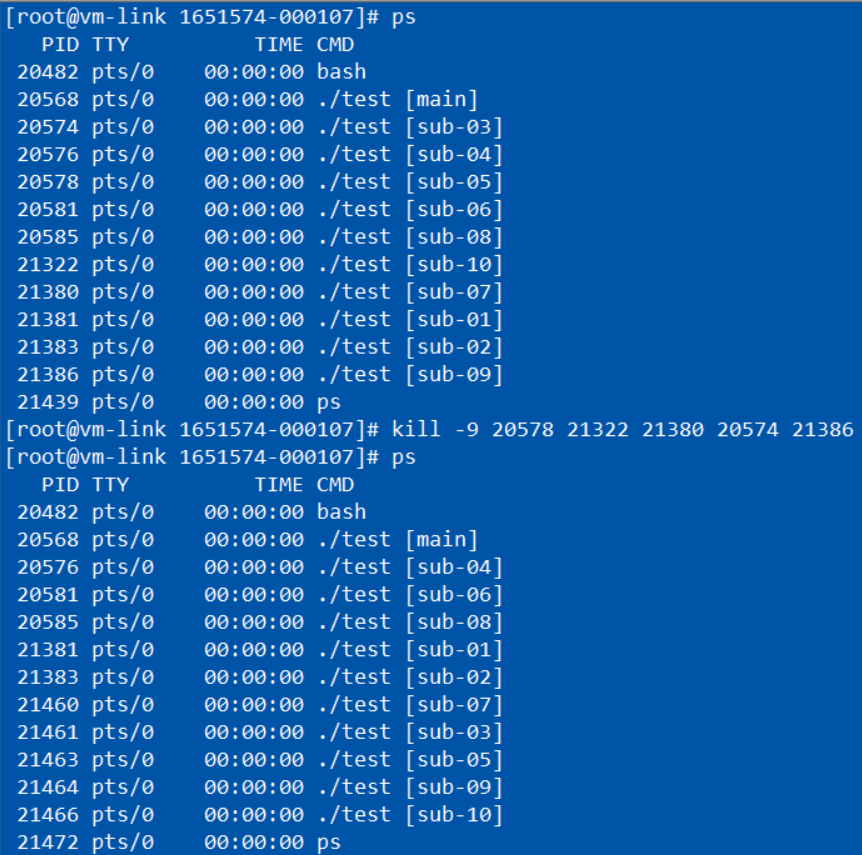 [root@vm-link 1651574-000107]# ps
  PID TTY          TIME CMD
20482 pts/0    00:00:00 bash
20568 pts/0    00:00:00 ./test [main]
20574 pts/0    00:00:00 ./test [sub-03]
20576 pts/0    00:00:00 ./test [sub-04]
20578 pts/0    00:00:00 ./test [sub-05]
20581 pts/0    00:00:00 ./test [sub-06]
20585 pts/0    00:00:00 ./test [sub-08]
21322 pts/0    00:00:00 ./test [sub-10]
21380 pts/0    00:00:00 ./test [sub-07]
21381 pts/0    00:00:00 ./test [sub-01]
21383 pts/0    00:00:00 ./test [sub-02]
21386 pts/0    00:00:00 ./test [sub-09]
21439 pts/0    00:00:00 ps
[root@vm-link 1651574-000107]# kill -9 20578 21322 21380 20574 21386
[root@vm-link 1651574-000107]# ps
  PID TTY          TIME CMD
20482 pts/0    00:00:00 bash
20568 pts/0    00:00:00 ./test [main]
20576 pts/0    00:00:00 ./test [sub-04]
20581 pts/0    00:00:00 ./test [sub-06]
20585 pts/0    00:00:00 ./test [sub-08]
21381 pts/0    00:00:00 ./test [sub-01]
21383 pts/0    00:00:00 ./test [sub-02]
21460 pts/0    00:00:00 ./test [sub-07]
21461 pts/0    00:00:00 ./test [sub-03]
21463 pts/0    00:00:00 ./test [sub-05]
21464 pts/0    00:00:00 ./test [sub-09]
21466 pts/0    00:00:00 ./test [sub-10]
21472 pts/0    00:00:00 ps